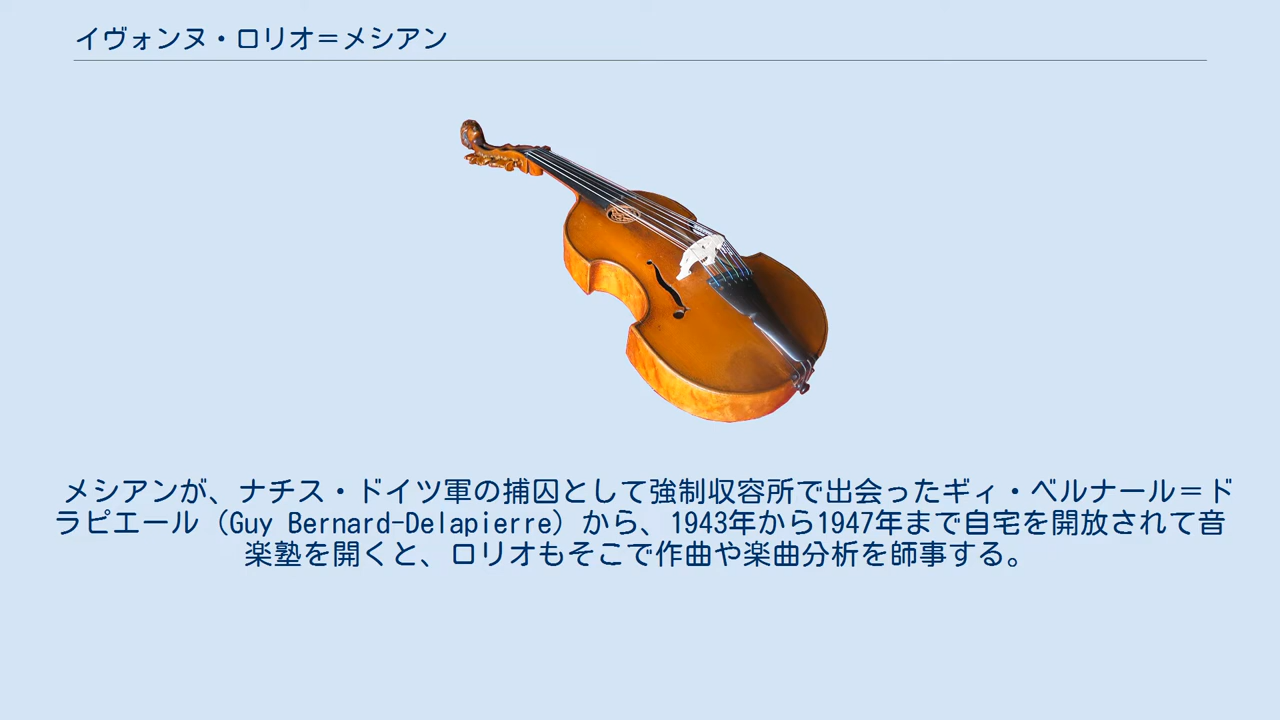 イヴォンヌ・ロリオ＝メシアン
メシアンが、ナチス・ドイツ軍の捕囚として強制収容所で出会ったギィ・ベルナール＝ド
ラピエール（Guy Bernard-Delapierre）から、1943年から1947年まで自宅を開放されて音
楽塾を開くと、ロリオもそこで作曲や楽曲分析を師事する。